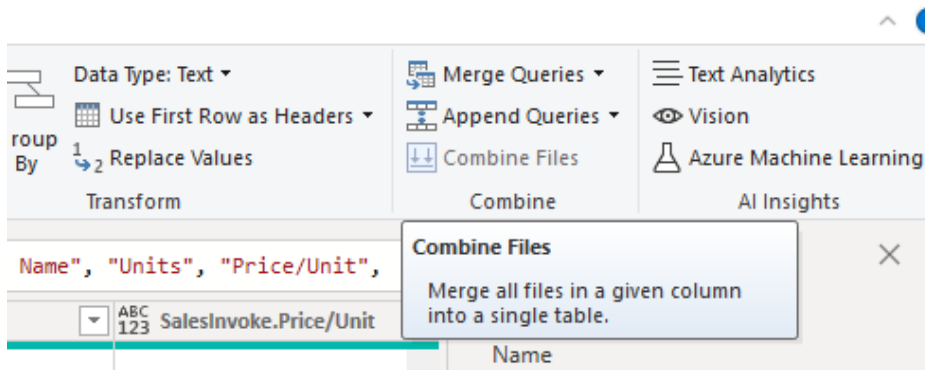 Data Type: Text
Use First Row as Headers
roup
By
1
2 Replace Values
Transform
Merge Queries
Append Queries
Combine Files
Combine
Text Analytics
Vision
Azure Machine Learning
AI Insights
Name", "Units", "Price/Unit",
Combine Files
Merge all files in a given column
into a single table.
ABC
123 SalesInvoke.Price/Unit
Name